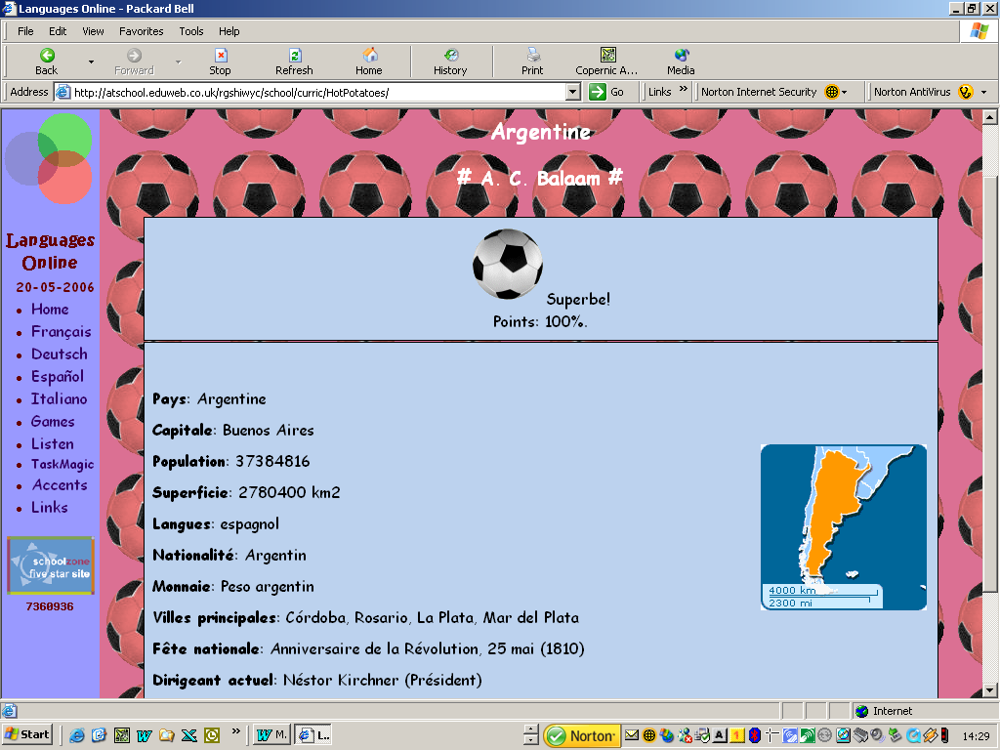 Languages Online - Packard Bell
File Edit View Favorites Tools Help
Back Forward Stop Refresh Home History Print Copernic A... Media
Address http://atschool.eduweb.co.uk/rgshiwyc/school/curric/HotPotatoes/ Go Links » Norton Internet Security Norton AntiVirus
Argentine
# A. C. Balaam #
Languages
Online
20-05-2006
Home
Français
Deutsch
Español
Italiano
Games
Listen
TaskMagic
Accents
Links
schoolzone
five star site
7360936
Superbe!
Points: 100%.
Pays: Argentine
Capitale: Buenos Aires
Population: 37384816
Superficie: 2780400 km2
Langues: espagnol
Nationalité: Argentin
Monnaie: Peso argentin
Villes principales: Córdoba, Rosario, La Plata, Mar del Plata
Fête nationale: Anniversaire de la Révolution, 25 mai (1810)
Dirigeant actuel: Néstor Kirchner (Président)
4000 km
2300 mi
Internet
Start » M. L.. Norton 14:29